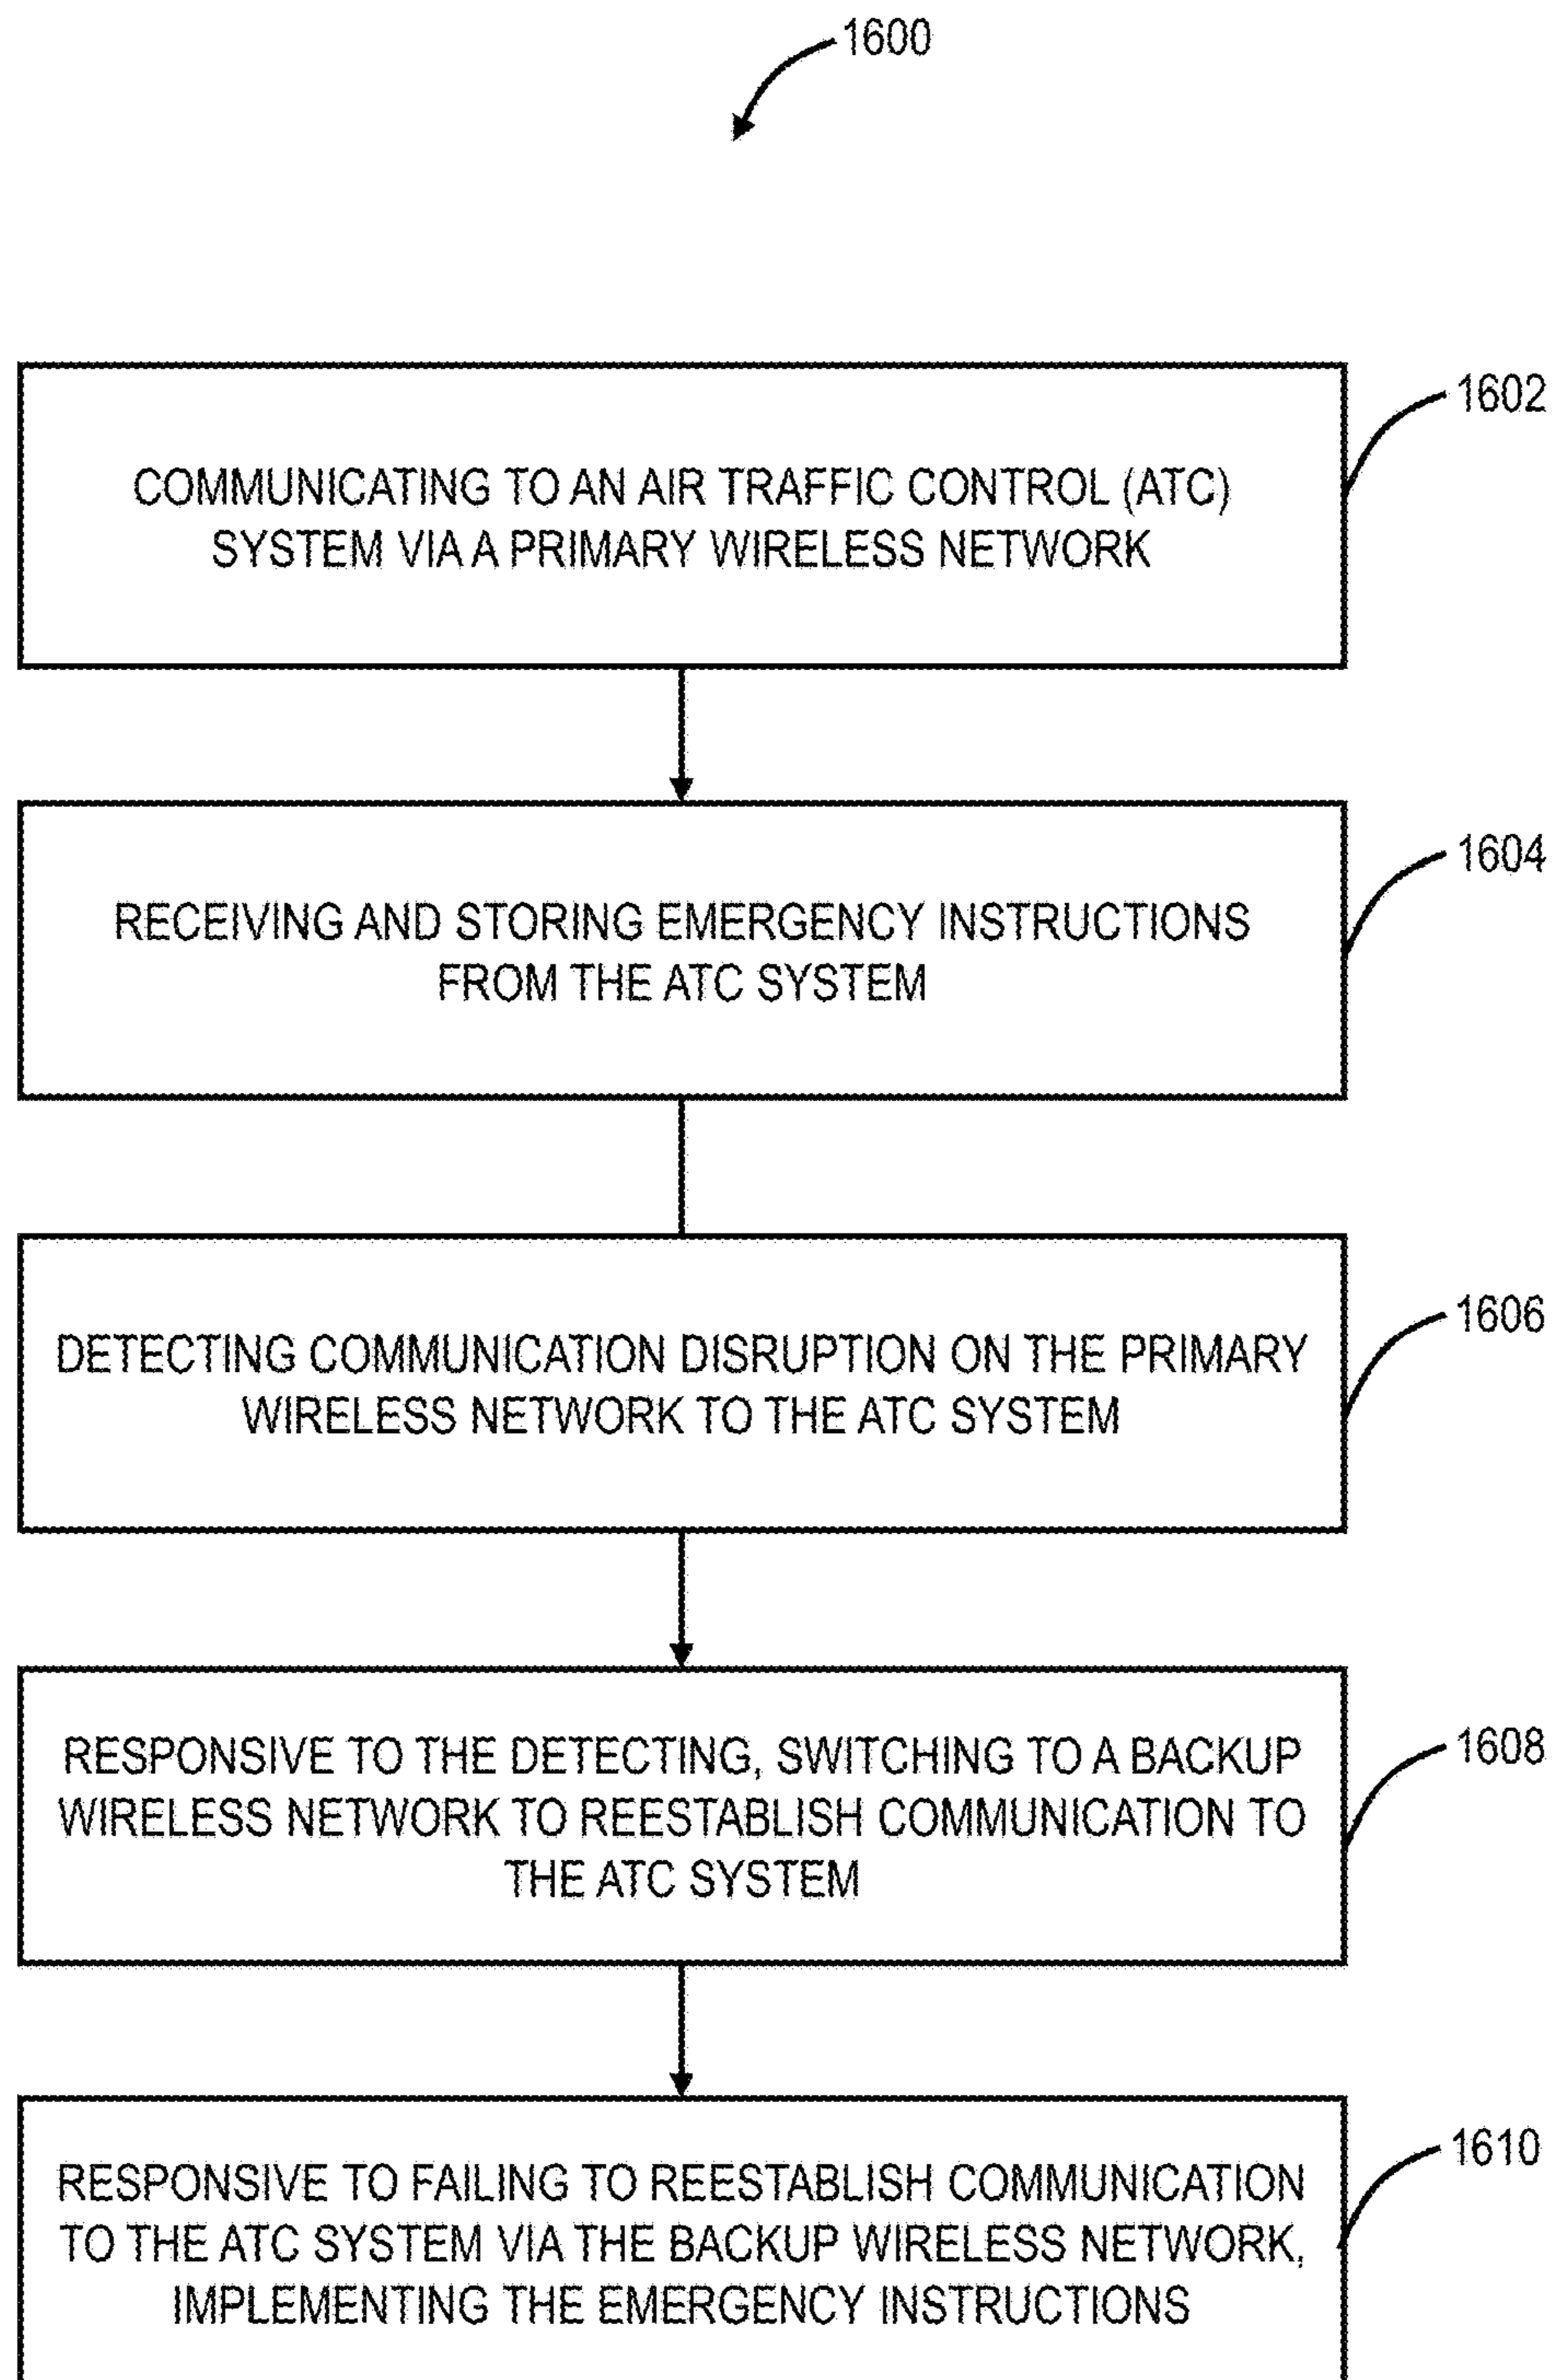 1600
1602
COMMUNICATING TO AN AIR TRAFFIC CONTROL (ATC)
SYSTEM VIA A PRIMARY WIRELESS NETWORK
1604
RECEIVING AND STORING EMERGENCY INSTRUCTIONS
FROM THE ATC SYSTEM
1606
DETECTING COMMUNICATION DISRUPTION ON THE PRIMARY
WIRELESS NETWORK TO THE ATC SYSTEM
1608
RESPONSIVE TO THE DETECTING, SWITCHING TO A BACKUP
WIRELESS NETWORK TO REESTABLISH COMMUNICATION TO
THE ATC SYSTEM
1610
RESPONSIVE TO FAILING TO REESTABLISH COMMUNICATION
TO THE ATC SYSTEM VIA THE BACKUP WIRELESS NETWORK,
IMPLEMENTING THE EMERGENCY INSTRUCTIONS